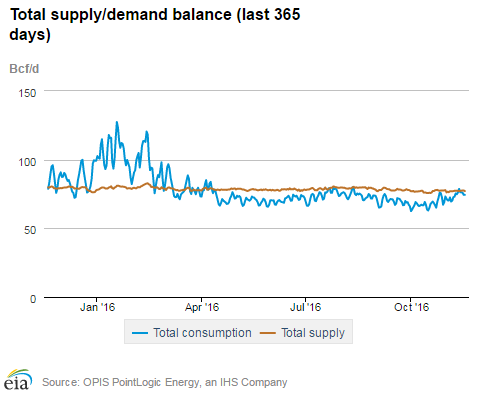 Total supply/demand balance (last 365
days)
Bcf/d
150
100
50
0
Jan '16 Apr '16 Jul '16 Oct '16
Total consumption Total supply
eia Source: OPIS PointLogic Energy, an IHS Company